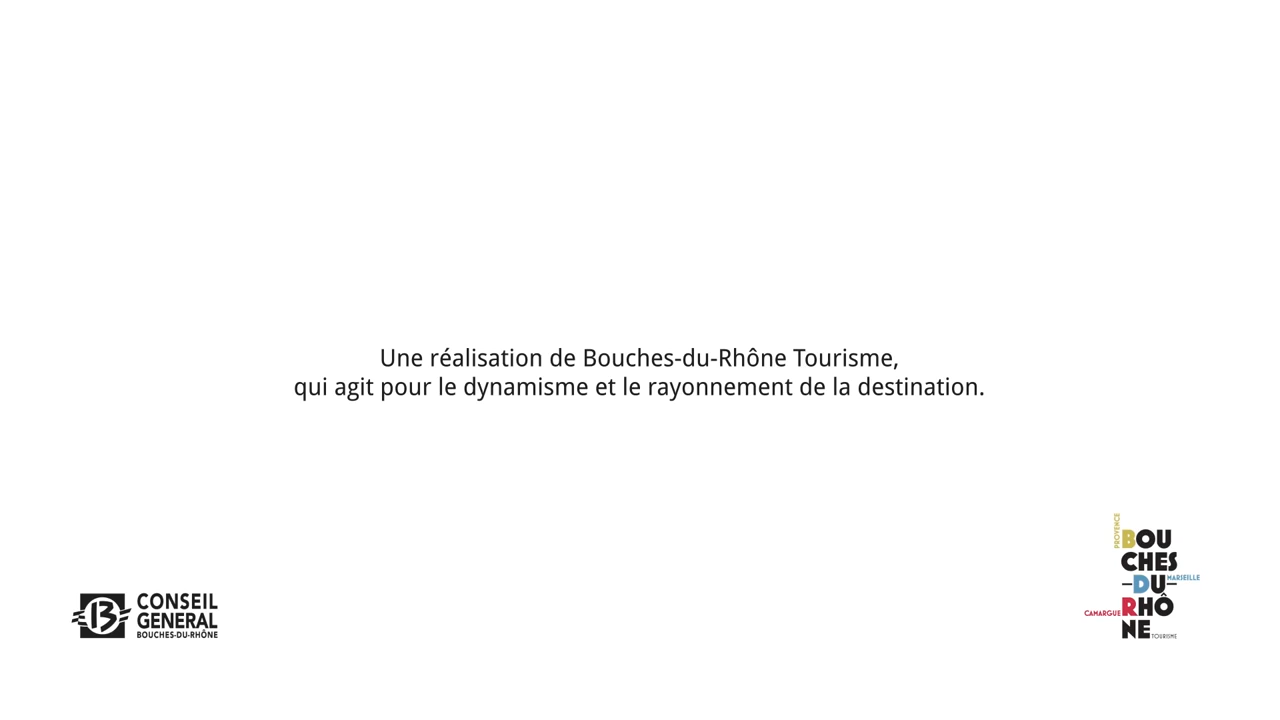 Une réalisation de Bouches-du-Rhône Tourisme,
qui agit pour le dynamisme et le rayonnement de la destination.
CONSEIL
GENERAL
BOUCHES-DU-RHÔNE
PROVENCE
BOU
CHES
-DU-
MARSEILLE
CAMARGUE
RHÔ
NE
TOURISME